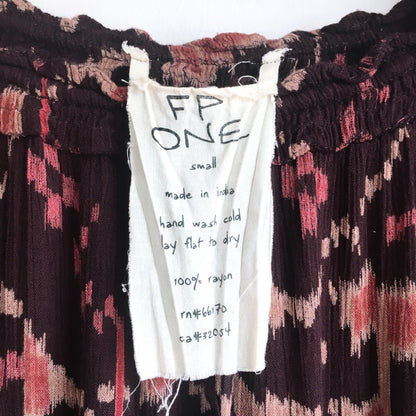 FP
ONE
small
made in india
hand wash cold
lay flat to dry
100% rayon
rn#66170
ca#32054